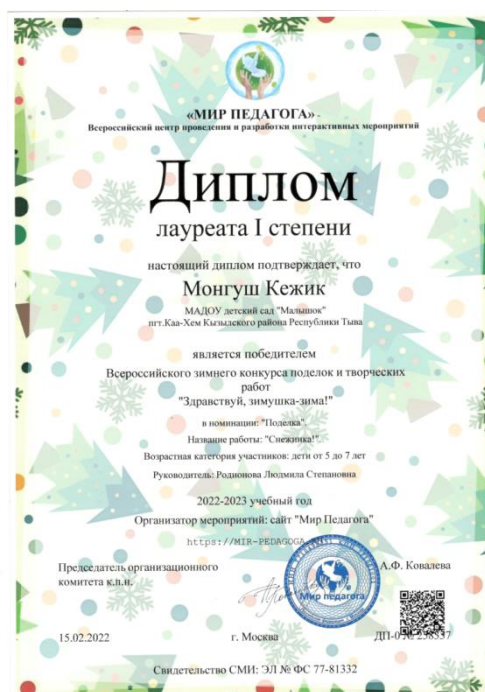 «МИР ПЕДАГОГА» -
Всероссийский центр проведения и разработки интерактивных мероприятий
Диплом
лауреата I степени
настоящий диплом подтверждает, что
Монгуш Кежик
МАДОУ детский сад "Малышок"
пгт.Каа-Хем Кызылского района Республики Тыва
является победителем
Всероссийского зимнего конкурса поделок и творческих
работ
"Здравствуй, зимушка-зима!"
в номинации: "Поделка"
Название работы: "Снежинка!"
Возрастная категория участников: дети от 5 до 7 лет
Руководитель: Родионова Людмила Степановна
2022-2023 учебный год
Организатор мероприятий: сайт "Мир Педагога"
https://MIR-PEDAGOGA
Председатель организационного
комитета к.п.н.
А.Ф. Ковалева
Мир педагога
15.02.2022
г. Москва
Свидетельство СМИ: ЭЛ № ФС 77-81332